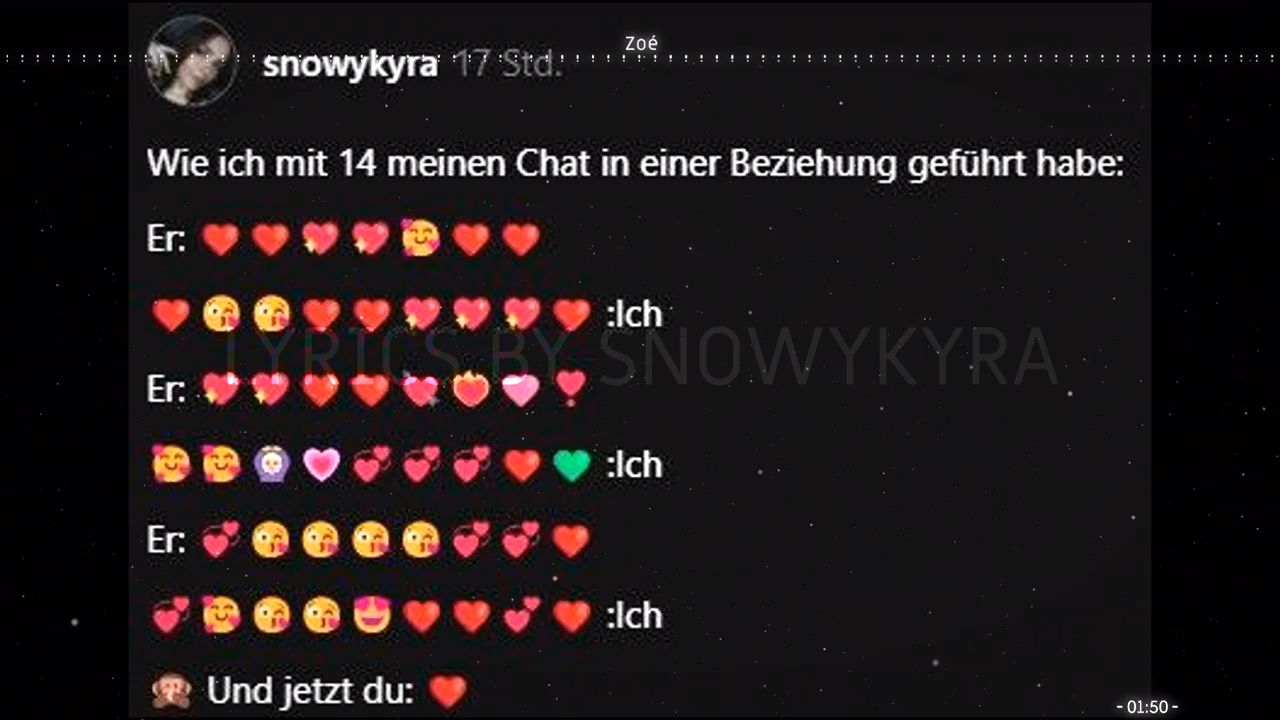 Zoé
snowykyra 17 Std.
Wie ich mit 14 meinen Chat in einer Beziehung geführt habe:
Er: ❤️❤️💖💖🥰❤️❤️
❤️😘😘❤️❤️💖💖💖❤️ :Ich
LYRICS BY SNOWYKYRA
Er: 💖💖❤️❤️💘❤️‍🔥🩷❣️
🥰🥰 💗💞💞💞❤️💚 :Ich
Er: 💞😘😘😘😘💞💞❤️
💞🥰😘😘😍❤️❤️💕❤️ :Ich
🙊 Und jetzt du: ❤️
- 01:50 -